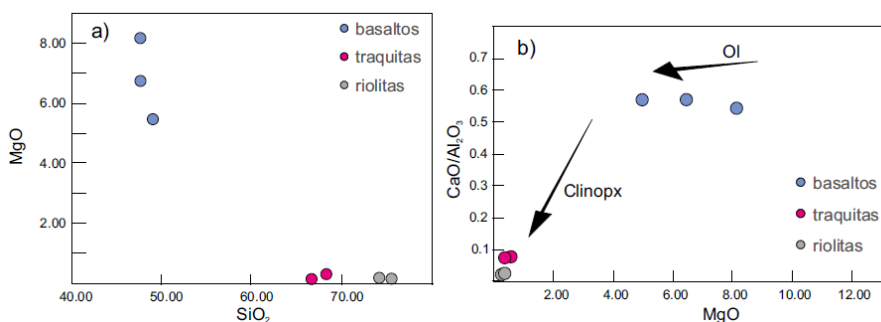 a)
basaltos
traquitas
riolitas
8.00
6.00
4.00
2.00
MgO
40.00 50.00 60.00 70.00
SiO₂
b)
Ol
0.7
0.6
0.5
0.4
0.3
0.2
0.1
CaO/Al₂O₃
Clinopx
basaltos
traquitas
riolitas
2.00 4.00 6.00 8.00 10.00 12.00
MgO